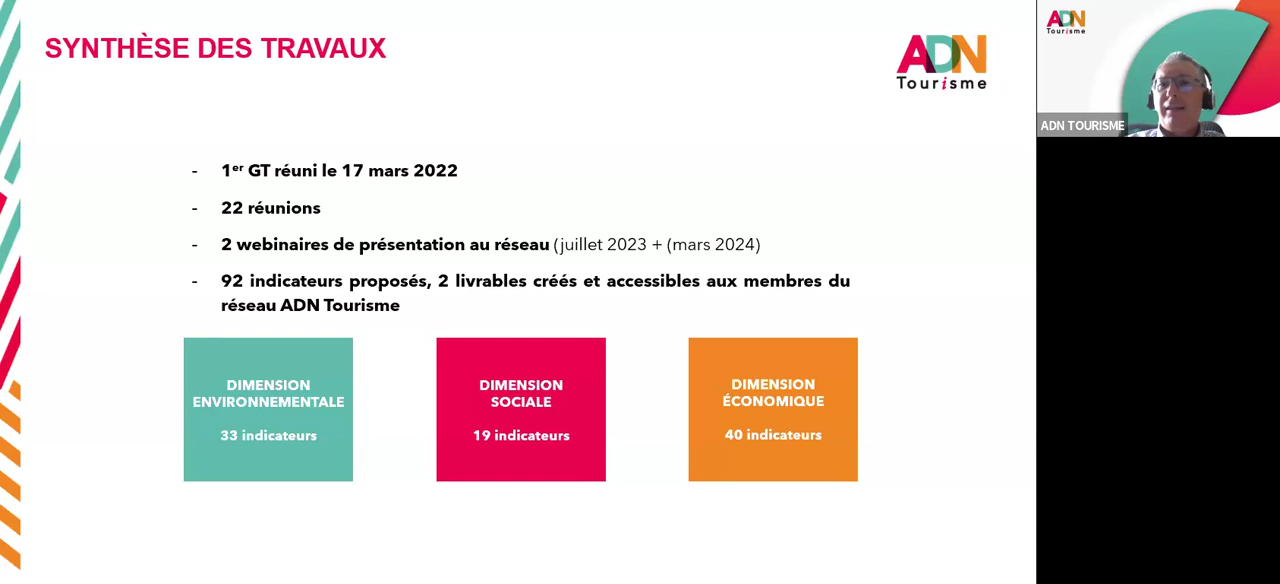 SYNTHÈSE DES TRAVAUX
ADN
Tourisme
- 1er GT réuni le 17 mars 2022
- 22 réunions
- 2 webinaires de présentation au réseau (juillet 2023 + (mars 2024)
- 92 indicateurs proposés, 2 livrables créés et accessibles aux membres du
réseau ADN Tourisme
DIMENSION
ENVIRONNEMENTALE
33 indicateurs
DIMENSION
SOCIALE
19 indicateurs
DIMENSION
ÉCONOMIQUE
40 indicateurs
ADN
Tourisme
ADN TOURISME